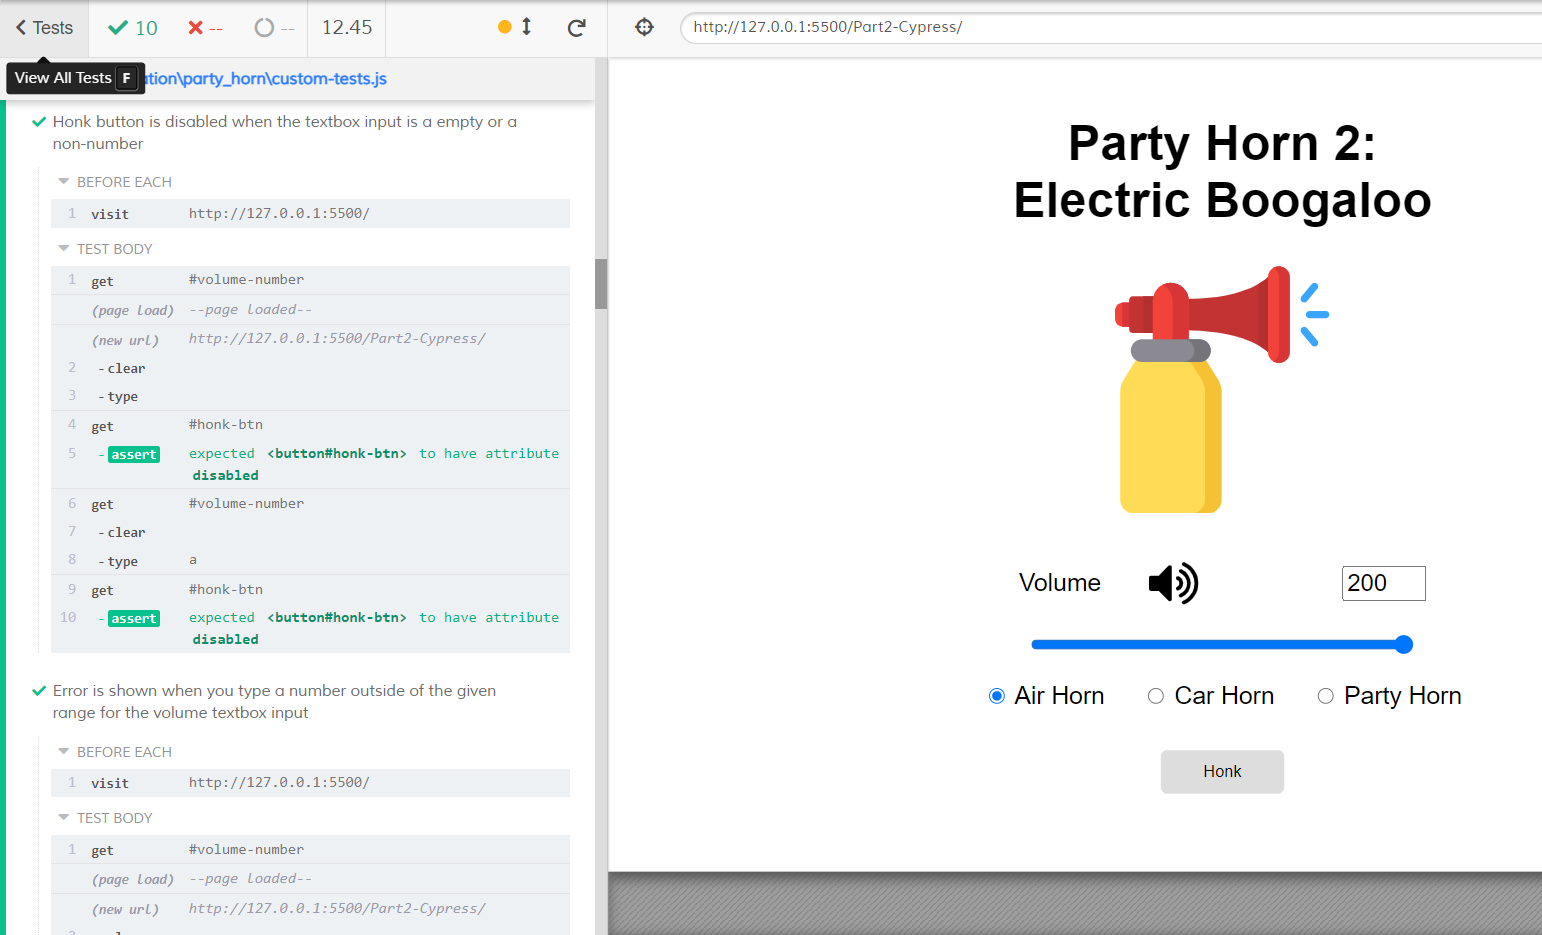 Tests
10
--
--
12.45
http://127.0.0.1:5500/Part2-Cypress/
View All Tests F
ation\party_horn\custom-tests.js
Honk button is disabled when the textbox input is a empty or a
non-number
BEFORE EACH
1 visit http://127.0.0.1:5500/
TEST BODY
1 get #volume-number
(page load) --page loaded--
(new url) http://127.0.0.1:5500/Part2-Cypress/
2 -clear
3 -type
4 get #honk-btn
5 -assert expected <button#honk-btn> to have attribute
disabled
6 get #volume-number
7 -clear
8 -type a
9 get #honk-btn
10 -assert expected <button#honk-btn> to have attribute
disabled
Error is shown when you type a number outside of the given
range for the volume textbox input
BEFORE EACH
1 visit http://127.0.0.1:5500/
TEST BODY
1 get #volume-number
(page load) --page loaded--
(new url) http://127.0.0.1:5500/Part2-Cypress/
Party Horn 2:
Electric Boogaloo
Volume
200
Air Horn
Car Horn
Party Horn
Honk